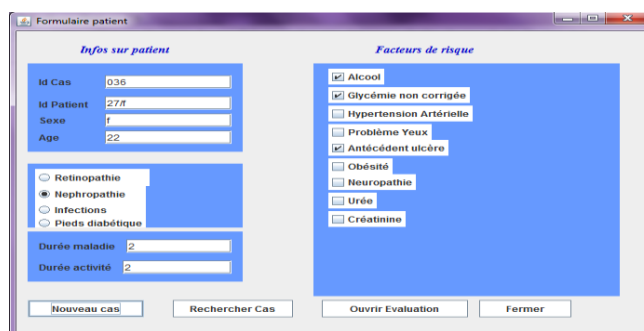 Formulaire patient
Infos sur patient
Id Cas 036
Id Patient 27/f
Sexe f
Age 22
Retinopathie
Nephropathie
Infections
Pieds diabétique
Durée maladie 2
Durée activité 2
Facteurs de risque
Alcool
Glycémie non corrigée
Hypertension Artérielle
Problème Yeux
Antécédent ulcère
Obésité
Neuropathie
Urée
Créatinine
Nouveau cas Rechercher Cas Ouvrir Evaluation Fermer